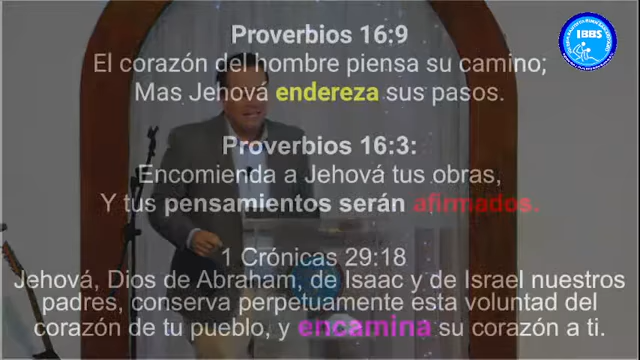 Proverbios 16:9
El corazón del hombre piensa su camino;
Mas Jehová endereza sus pasos.
Proverbios 16:3:
Encomienda a Jehová tus obras,
Y tus pensamientos serán afirmados.
1 Crónicas 29:18
Jehová, Dios de Abraham, de Isaac y de Israel nuestros
padres, conserva perpetuamente esta voluntad del
corazón de tu pueblo, y encamina su corazón a ti.
IBBS